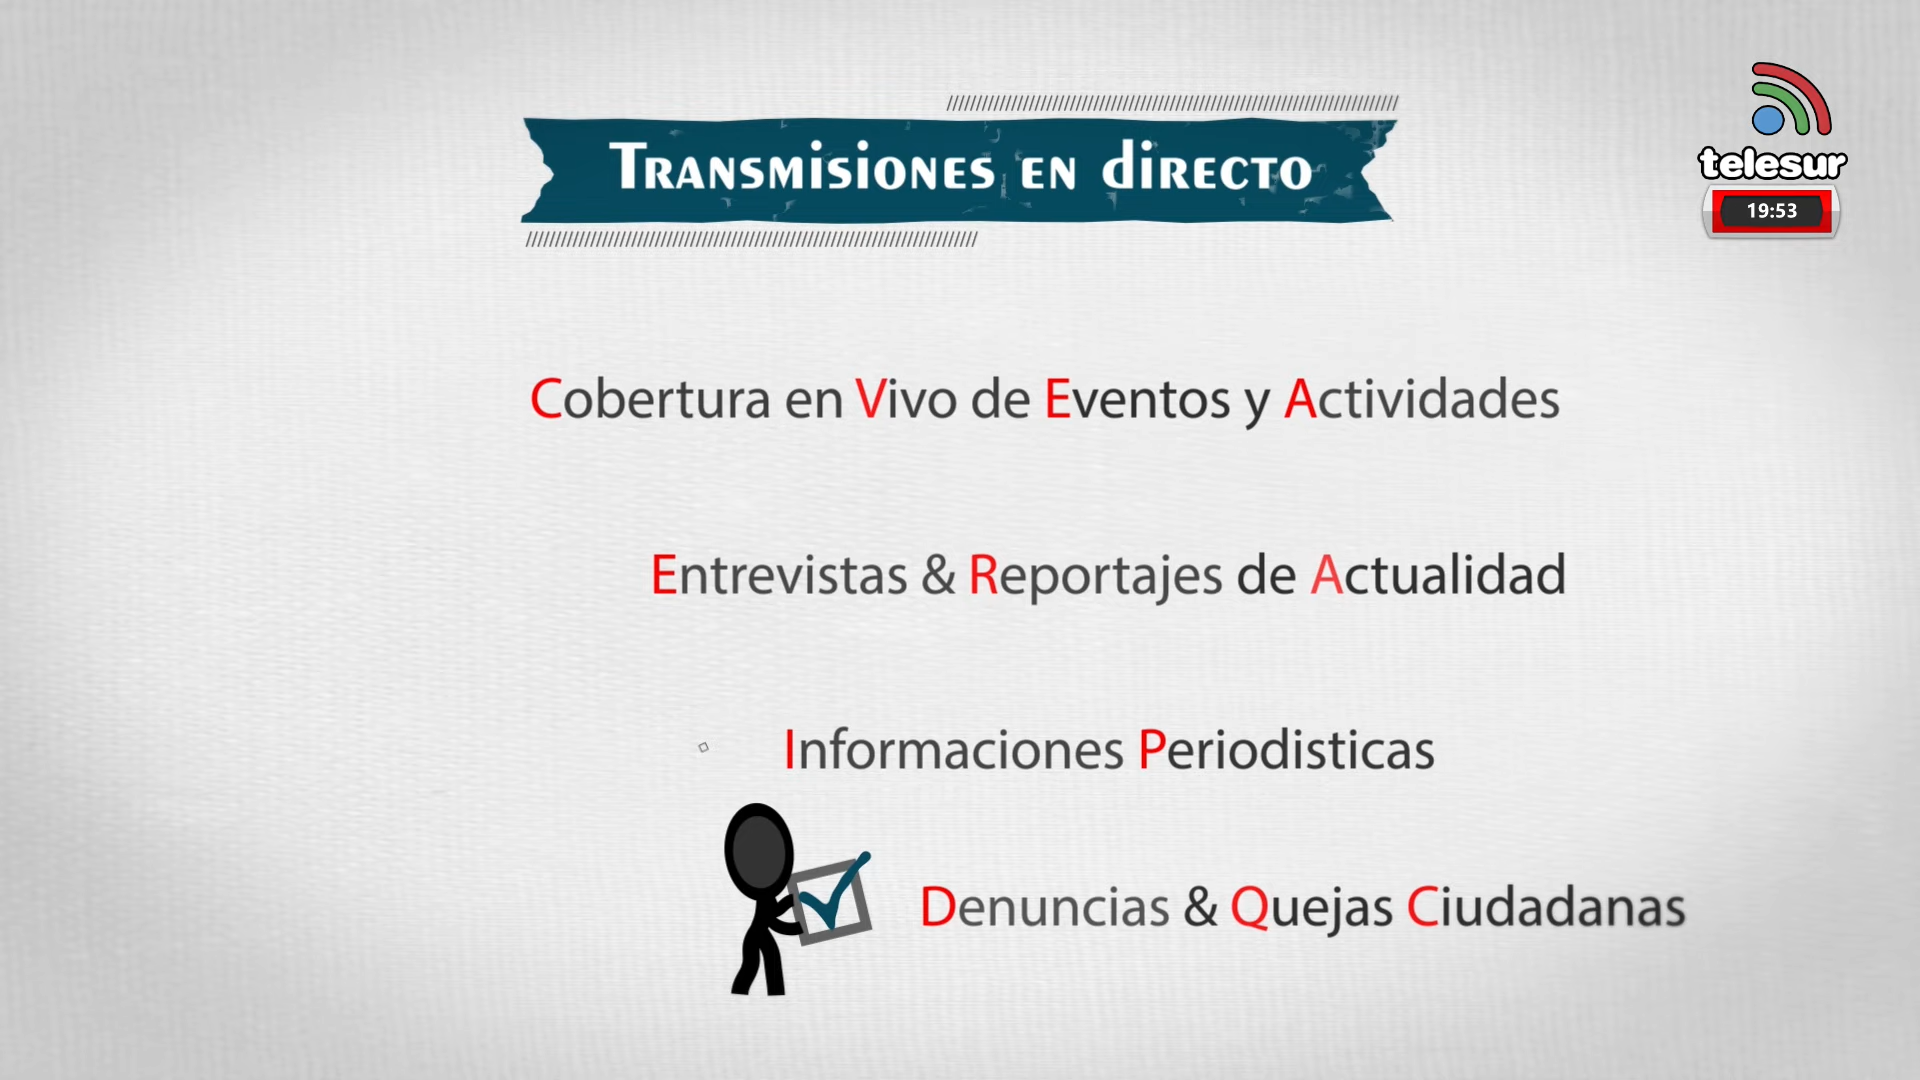 Transmisiones en directo
telesur
19:53
Cobertura en Vivo de Eventos y Actividades
Entrevistas & Reportajes de Actualidad
Informaciones Periodisticas
Denuncias & Quejas Ciudadanas